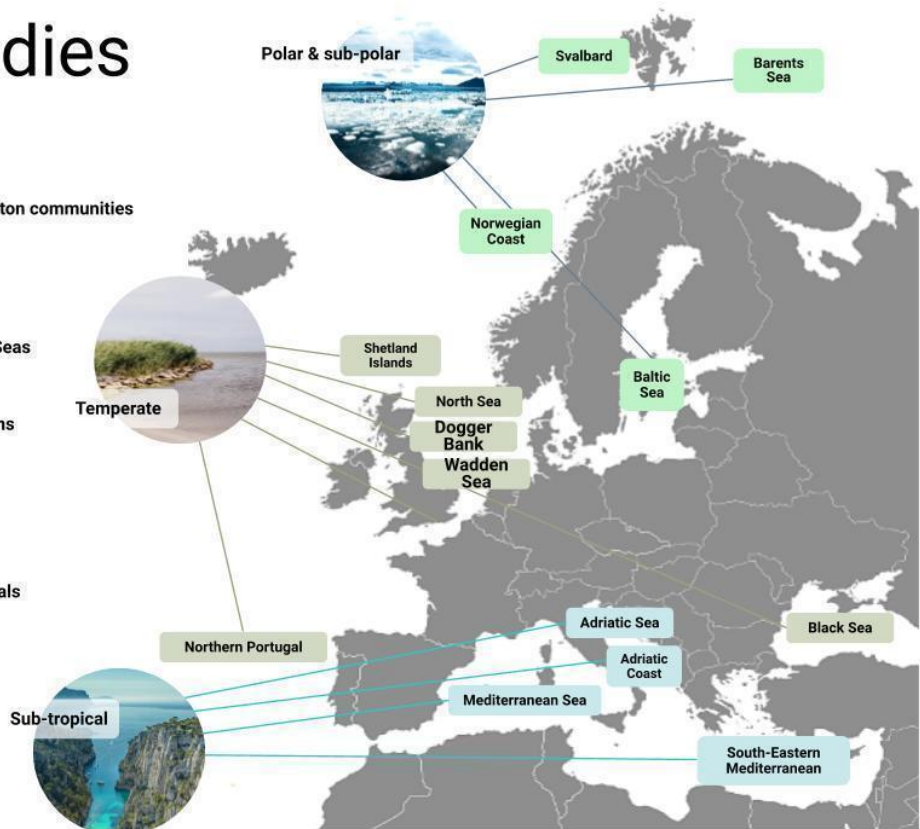 dies
Polar & sub-polar
Svalbard
Barents
Sea
ton communities
Norwegian
Coast
Seas
Shetland
Islands
Baltic
Sea
Temperate
North Sea
ns
Dogger
Bank
Wadden
Sea
als
Adriatic Sea
Black Sea
Northern Portugal
Adriatic
Coast
Mediterranean Sea
Sub-tropical
South-Eastern
Mediterranean